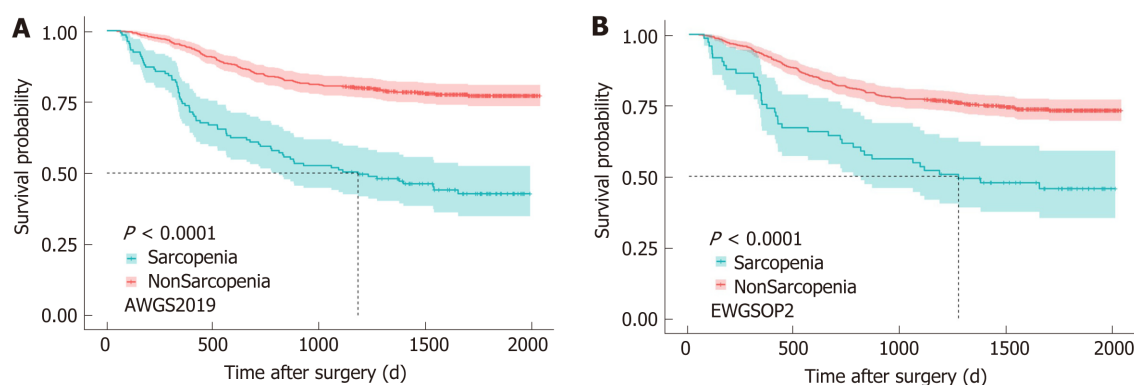 A
Survival probability
1.00
0.75
0.50
0.25
0.00
P < 0.0001
Sarcopenia
NonSarcopenia
AWGS2019
0
500
1000
1500
2000
Time after surgery (d)
B
Survival probability
1.00
0.75
0.50
0.25
0.00
P < 0.0001
Sarcopenia
NonSarcopenia
EWGSOP2
0
500
1000
1500
2000
Time after surgery (d)